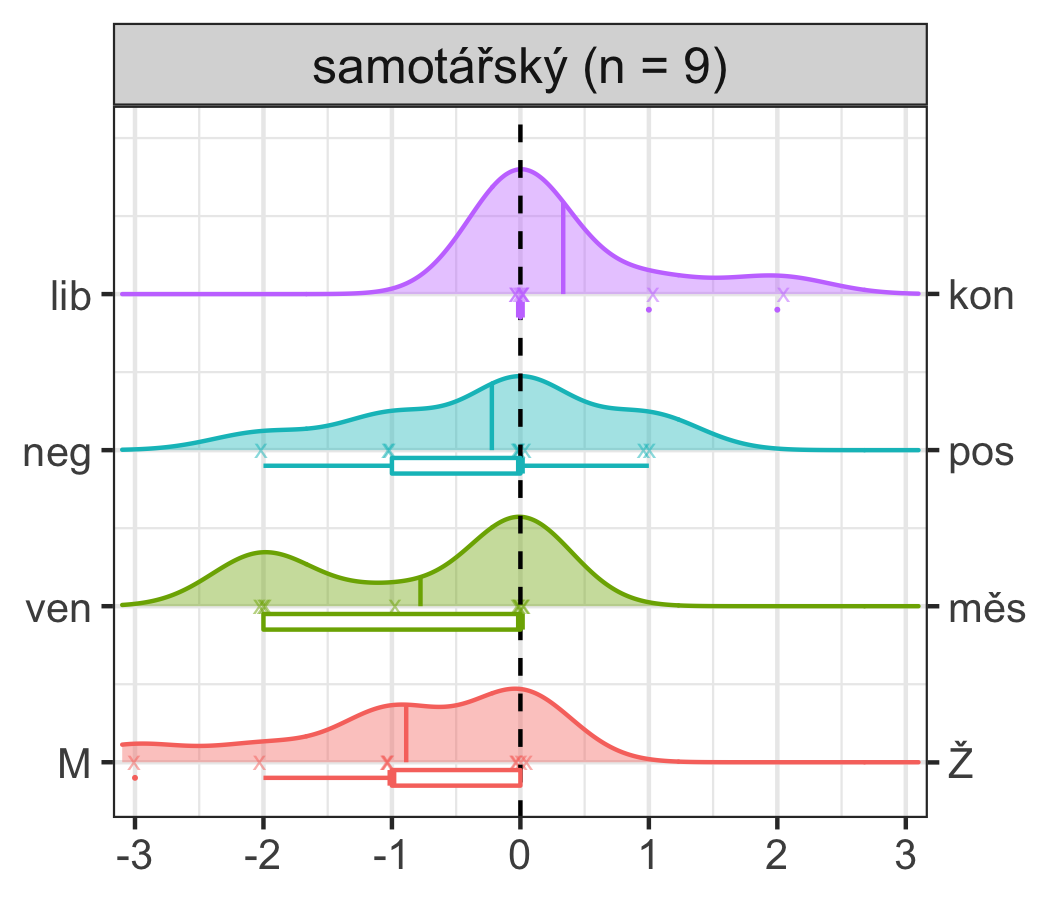 samotářský (n = 9)
lib kon
neg pos
ven měs
M Ž
-3 -2 -1 0 1 2 3